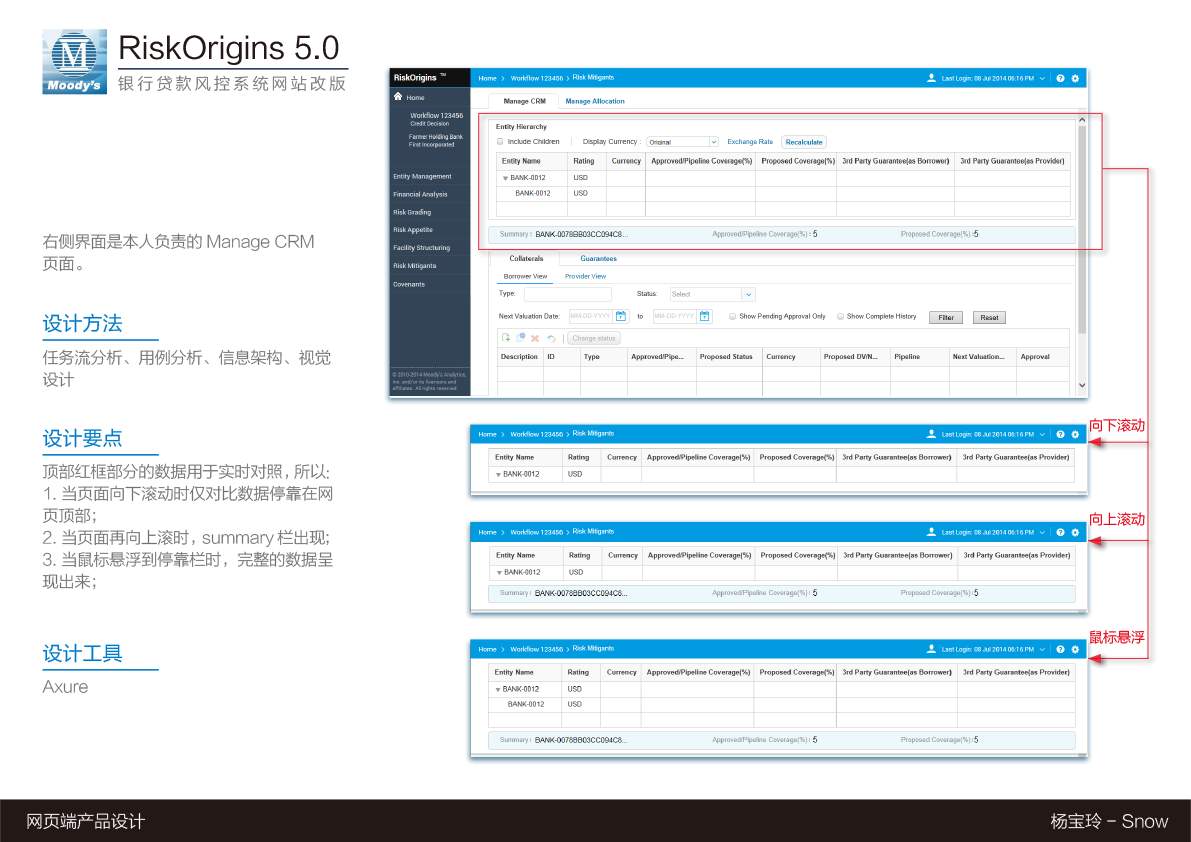 M
Moody's
RiskOrigins 5.0
银行贷款风控系统网站改版
右侧界面是本人负责的 Manage CRM
页面。
设计方法
任务流分析、用例分析、信息架构、视觉
设计
设计要点
顶部红框部分的数据用于实时对照，所以:
1. 当页面向下滚动时仅对比数据停靠在网
页顶部；
2. 当页面再向上滚时，summary 栏出现;
3. 当鼠标悬浮到停靠栏时，完整的数据呈
现出来；
设计工具
Axure
RiskOrigins ™
Home
Workflow 123456
Credit Decision
Farmer Holding Bank
First Incorporated
Entity Management
Financial Analysis
Risk Grading
Risk Appetite
Facility Structuring
Risk Mitigants
Covenants
© 2010-2014 Moody's Analytics,
Inc. and/or its licensors and
affiliates. All rights reserved.
Home > Workflow 123456 > Risk Mitigants Last Login: 08 Jul 2014 06:16 PM
Manage CRM Manage Allocation
Entity Hierarchy
Include Children Display Currency : Original Exchange Rate Recalculate
Entity Name Rating Currency Approved/Pipeline Coverage(%) Proposed Coverage(%) 3rd Party Guarantee(as Borrower) 3rd Party Guarantee(as Provider)
BANK-0012 USD
BANK-0012 USD
Summary : BANK-0078BB03CC094C8... Approved/Pipeline Coverage(%) : 5 Proposed Coverage(%) :5
Collaterals Guarantees
Borrower View Provider View
Type: Status: Select
Next Valuation Date: MM-DD-YYYY to MM-DD-YYYY Show Pending Approval Only Show Complete History Filter Reset
Change status
Description ID Type Approved/Pipe... Proposed Status Currency Proposed DV/N... Pipeline Next Valuation... Approval
向下滚动
Home > Workflow 123456 > Risk Mitigants Last Login: 08 Jul 2014 06:16 PM
Entity Name Rating Currency Approved/Pipeline Coverage(%) Proposed Coverage(%) 3rd Party Guarantee(as Borrower) 3rd Party Guarantee(as Provider)
BANK-0012 USD
向上滚动
Home > Workflow 123456 > Risk Mitigants Last Login: 08 Jul 2014 06:16 PM
Entity Name Rating Currency Approved/Pipeline Coverage(%) Proposed Coverage(%) 3rd Party Guarantee(as Borrower) 3rd Party Guarantee(as Provider)
BANK-0012 USD
Summary : BANK-0078BB03CC094C8... Approved/Pipeline Coverage(%) : 5 Proposed Coverage(%) :5
鼠标悬浮
Home > Workflow 123456 > Risk Mitigants Last Login: 08 Jul 2014 06:16 PM
Entity Name Rating Currency Approved/Pipeline Coverage(%) Proposed Coverage(%) 3rd Party Guarantee(as Borrower) 3rd Party Guarantee(as Provider)
BANK-0012 USD
BANK-0012 USD
Summary : BANK-0078BB03CC094C8... Approved/Pipeline Coverage(%) : 5 Proposed Coverage(%) :5
网页端产品设计
杨宝玲 - Snow